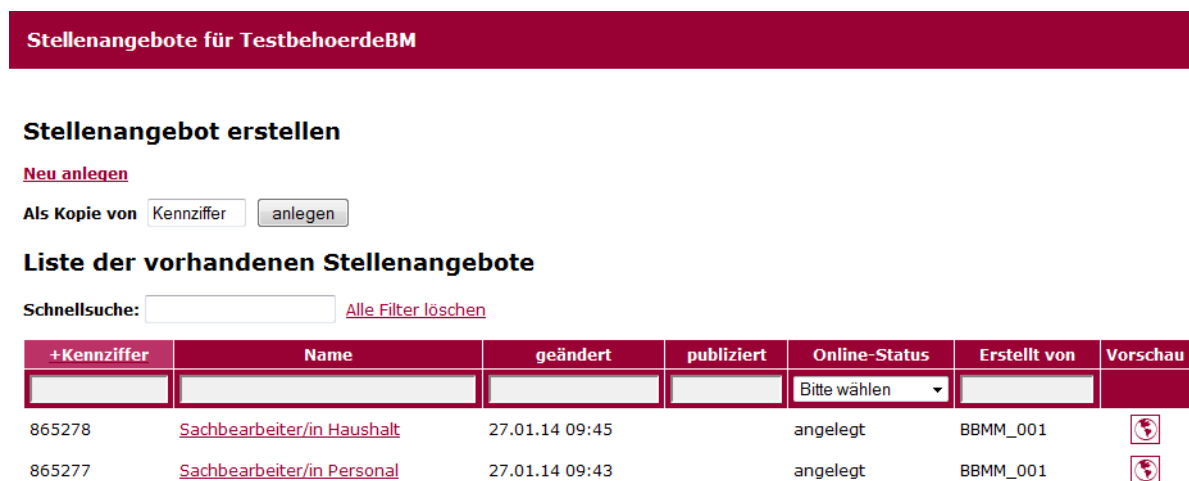 Stellenangebote für TestbehoerdeBM
Stellenangebot erstellen
Neu anlegen
Als Kopie von Kennziffer anlegen
Liste der vorhandenen Stellenangebote
Schnellsuche: Alle Filter löschen
+Kennziffer Name geändert publiziert Online-Status Erstellt von Vorschau
Bitte wählen
865278 Sachbearbeiter/in Haushalt 27.01.14 09:45 angelegt BBMM_001
865277 Sachbearbeiter/in Personal 27.01.14 09:43 angelegt BBMM_001